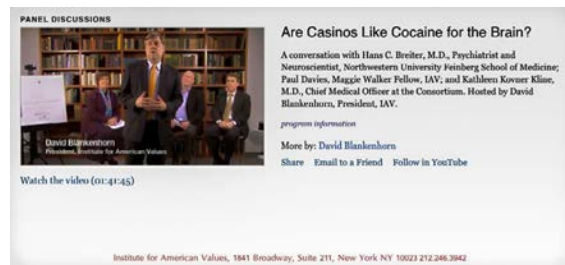 PANEL DISCUSSIONS
David Blankenhorn
President, Institute for American Values
Watch the video (01:41:45)
Are Casinos Like Cocaine for the Brain?
A conversation with Hans C. Breiter, M.D., Psychiatrist and
Neuroscientist, Northwestern University Feinberg School of Medicine;
Paul Davies, Maggie Walker Fellow, IAV; and Kathleen Kovner Kline,
M.D., Chief Medical Officer at the Consortium. Hosted by David
Blankenhorn, President, IAV.
program information
More by: David Blankenhorn
Share Email to a Friend Follow in YouTube
Institute for American Values, 1841 Broadway, Suite 211, New York NY 10023 212.246.3942